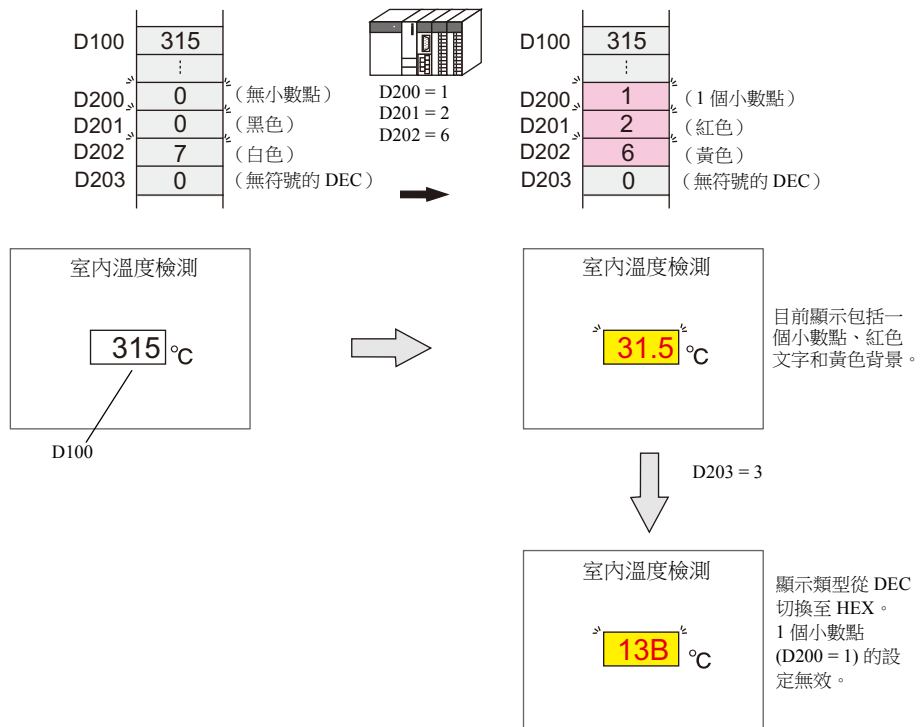 D100 315
D200 0 （無小數點）
D201 0 （黑色）
D202 7 （白色）
D203 0 （無符號的 DEC）
D200 = 1
D201 = 2
D202 = 6
D100 315
D200 1 （1 個小數點）
D201 2 （紅色）
D202 6 （黃色）
D203 0 （無符號的 DEC）
室內溫度檢測
315 °C
D100
室內溫度檢測
31.5 °C
目前顯示包括一
個小數點、紅色
文字和黃色背景。
D203 = 3
室內溫度檢測
13B °C
顯示類型從 DEC
切換至 HEX。
1 個小數點
(D200 = 1) 的設
定無效。